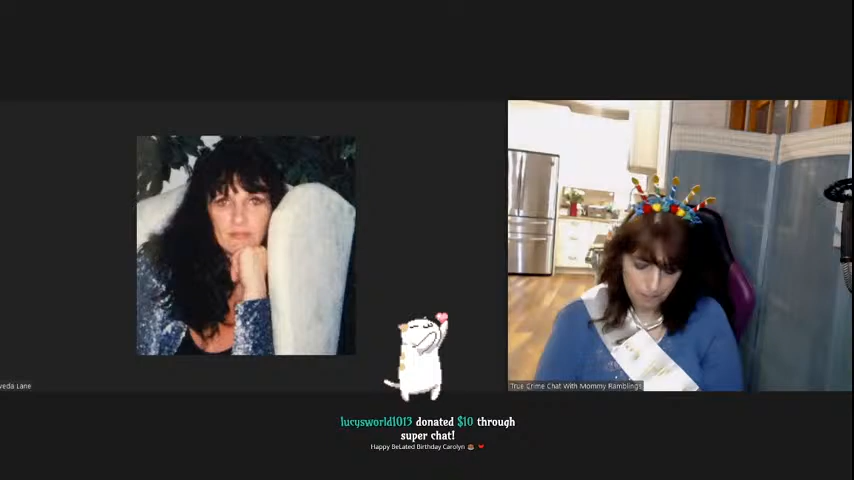 veda Lane
True Crime Chat With Mommy Ramblings
lucysworld1013 donated $10 through
super chat!
Happy BeLated Birthday Carolyn